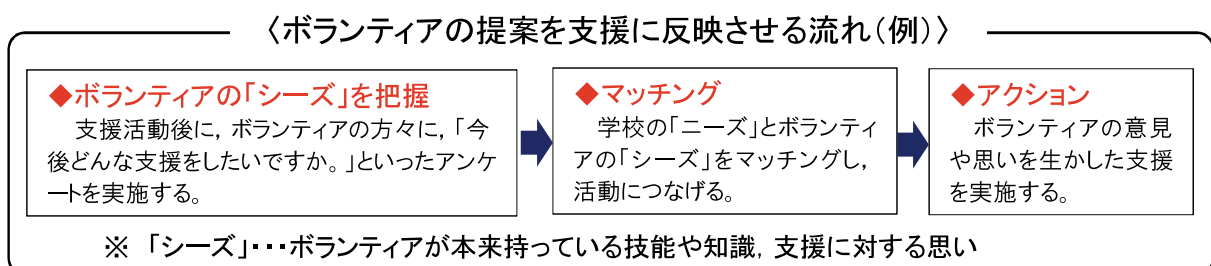 〈ボランティアの提案を支援に反映させる流れ（例）〉
◆ボランティアの「シーズ」を把握
支援活動後に，ボランティアの方々に，「今
後どんな支援をしたいですか。」といったアンケ
ートを実施する。
◆マッチング
学校の「ニーズ」とボランティ
アの「シーズ」をマッチングし，
活動につなげる。
◆アクション
ボランティアの意見
や思いを生かした支援
を実施する。
※ 「シーズ」・・・ボランティアが本来持っている技能や知識，支援に対する思い